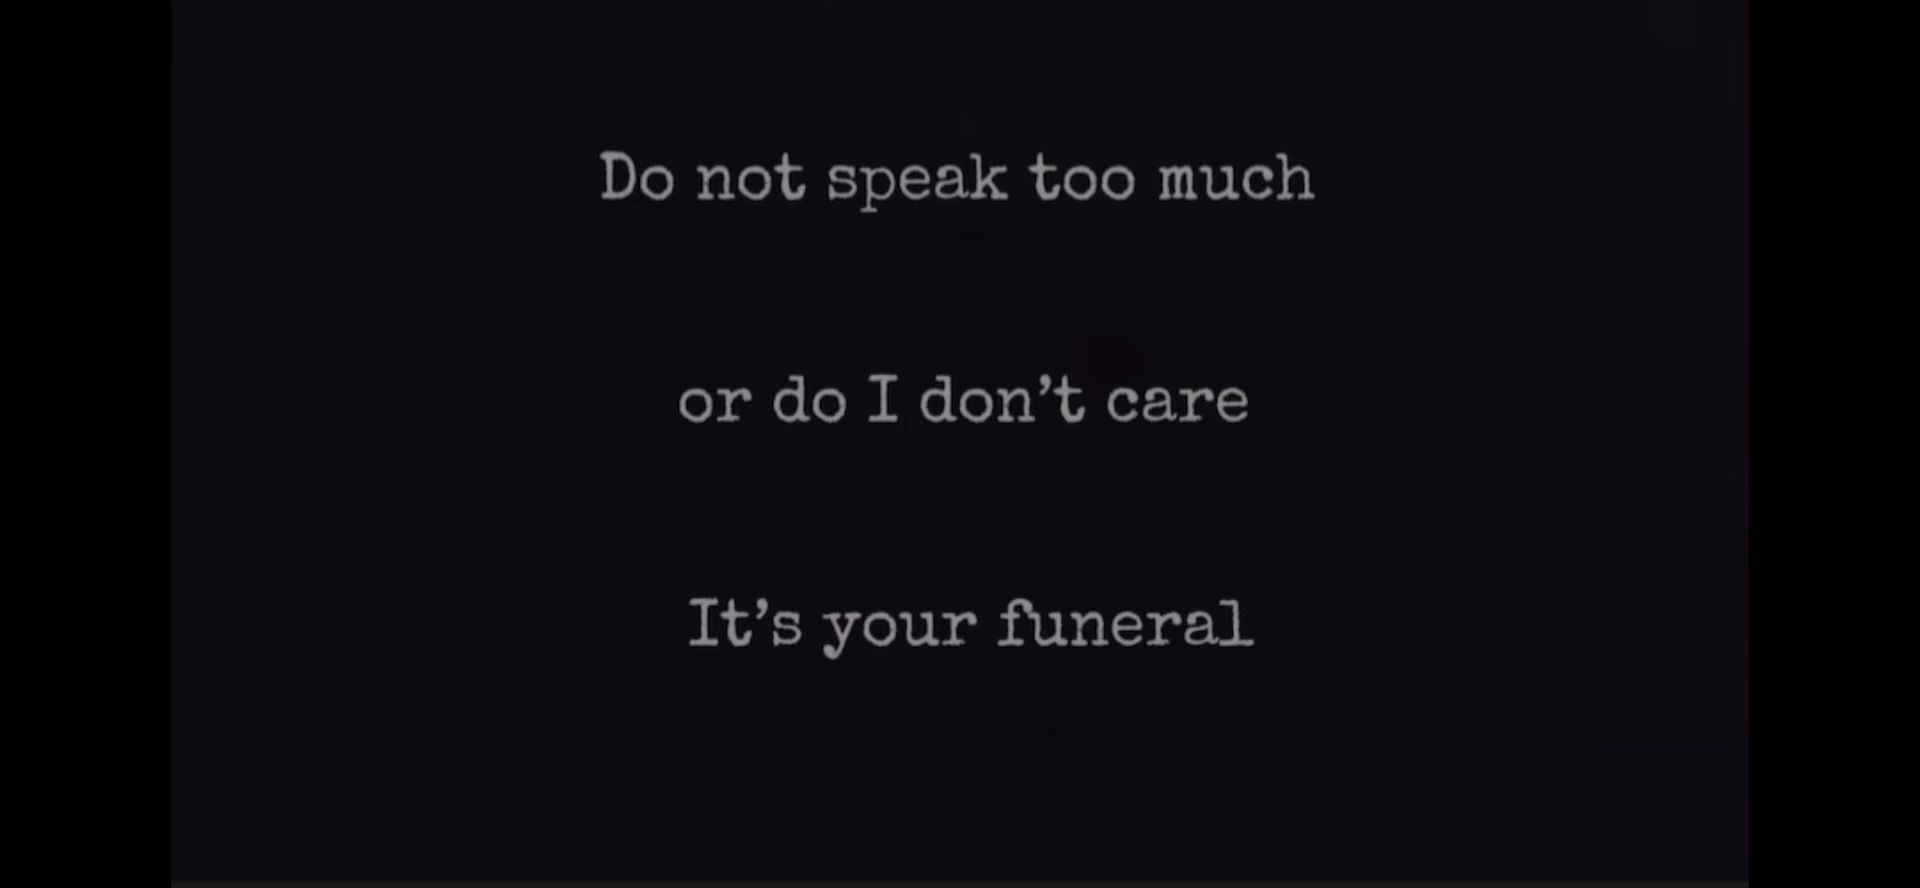 Do not speak too much
or do I don’t care
It’s your funeral